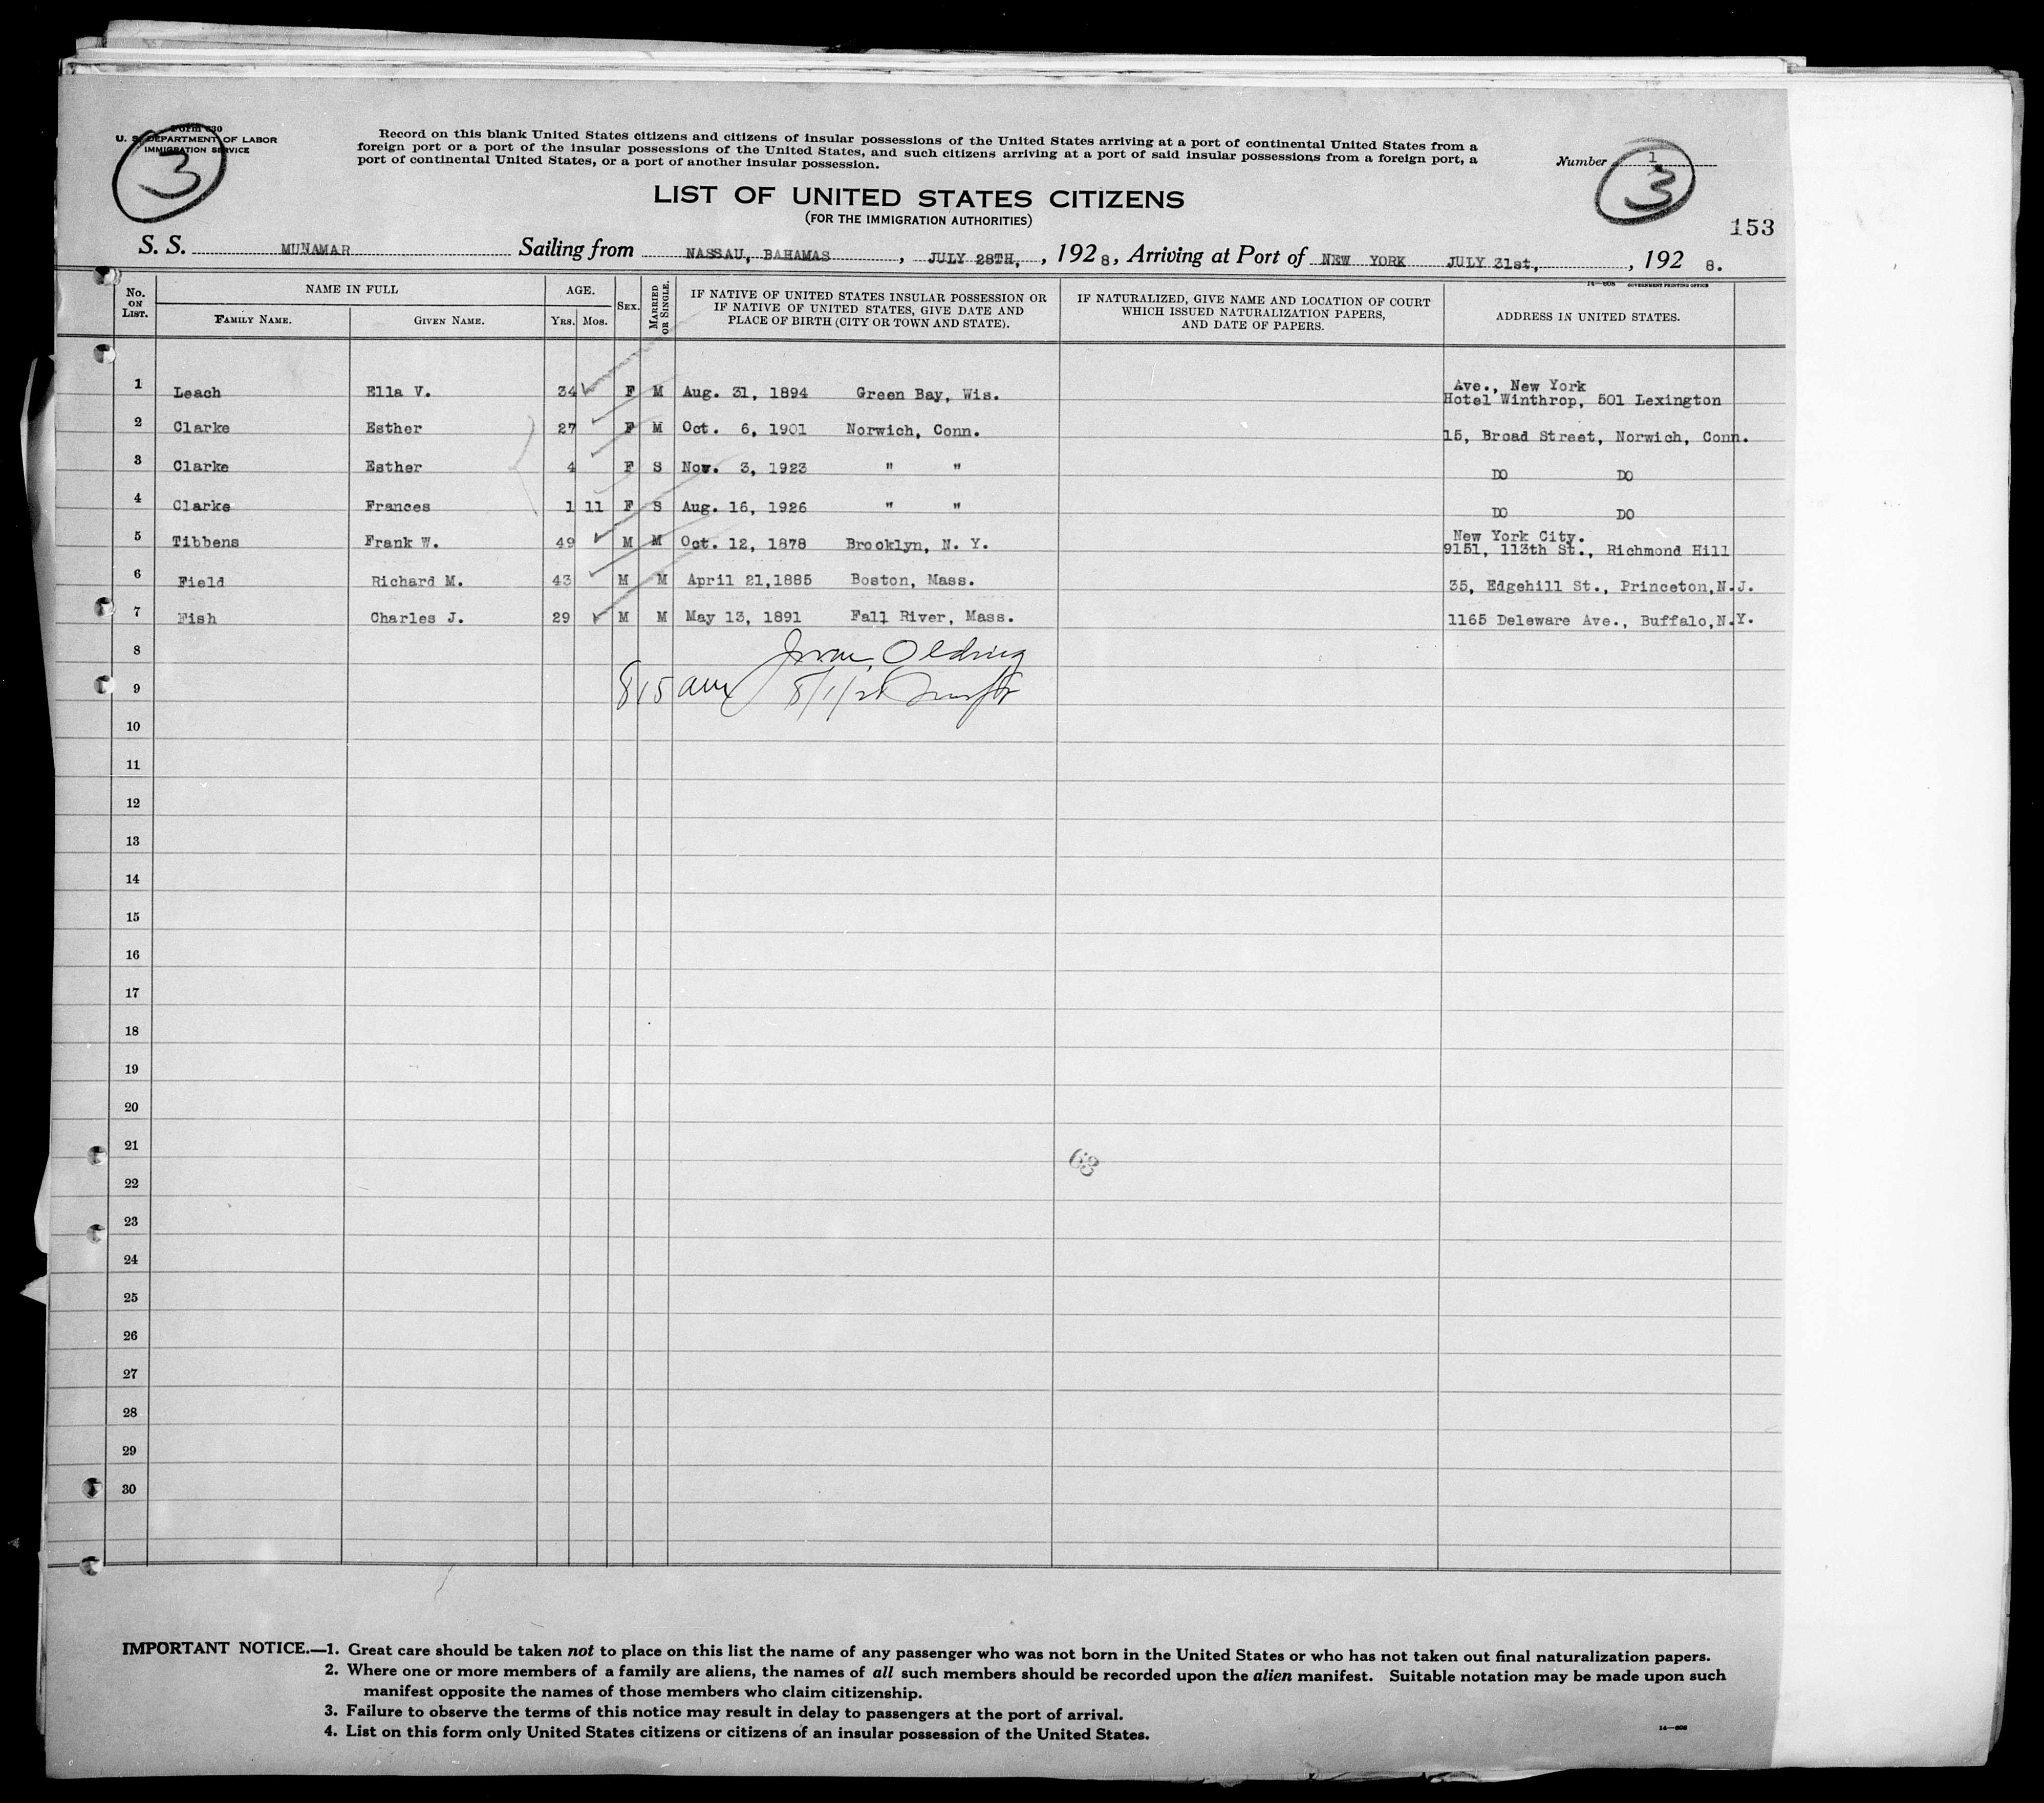 Form 630
U. S. DEPARTMENT OF LABOR
IMMIGRATION SERVICE
3
Record on this blank United States citizens and citizens of insular possessions of the United States arriving at a port of continental United States from a
foreign port or a port of the insular possessions of the United States, and such citizens arriving at a port of said insular possessions from a foreign port, a
port of continental United States, or a port of another insular possession.
Number 1
3
LIST OF UNITED STATES CITIZENS
(FOR THE IMMIGRATION AUTHORITIES)
153
S. S. MUNAMAR Sailing from NASSAU, BAHAMAS, JULY 28TH, , 1928, Arriving at Port of NEW YORK JULY 31st, , 192 8.
14—608 GOVERNMENT PRINTING OFFICE
No. ON LIST. NAME IN FULL FAMILY NAME. GIVEN NAME. AGE. YRS. MOS. SEX. MARRIED OR SINGLE. IF NATIVE OF UNITED STATES INSULAR POSSESSION OR IF NATIVE OF UNITED STATES, GIVE DATE AND PLACE OF BIRTH (CITY OR TOWN AND STATE). IF NATURALIZED, GIVE NAME AND LOCATION OF COURT WHICH ISSUED NATURALIZATION PAPERS, AND DATE OF PAPERS. ADDRESS IN UNITED STATES.
1 Leach Ella V. 34 F M Aug. 31, 1894 Green Bay, Wis. Ave., New York
Hotel Winthrop, 501 Lexington
2 Clarke Esther 27 F M Oct. 6, 1901 Norwich, Conn. 15, Broad Street, Norwich, Conn.
3 Clarke Esther 4 F S Nov. 3, 1923 " " DO DO
4 Clarke Frances 1 11 F S Aug. 16, 1926 " " DO DO
5 Tibbens Frank W. 49 M M Oct. 12, 1878 Brooklyn, N. Y. New York City.
9151, 113th St., Richmond Hill
6 Field Richard M. 43 M M April 21,1885 Boston, Mass. 35, Edgehill St., Princeton,N.J.
7 Fish Charles J. 29 M M May 13, 1891 Fall River, Mass. 1165 Deleware Ave., Buffalo,N.Y.
8 Olding
9 815 am 8/1/28
10
11
12
13
14
15
16
17
18
19
20
21
63
22
23
24
25
26
27
28
29
30
IMPORTANT NOTICE.—1. Great care should be taken not to place on this list the name of any passenger who was not born in the United States or who has not taken out final naturalization papers.
2. Where one or more members of a family are aliens, the names of all such members should be recorded upon the alien manifest. Suitable notation may be made upon such
manifest opposite the names of those members who claim citizenship.
3. Failure to observe the terms of this notice may result in delay to passengers at the port of arrival.
4. List on this form only United States citizens or citizens of an insular possession of the United States.
14—608